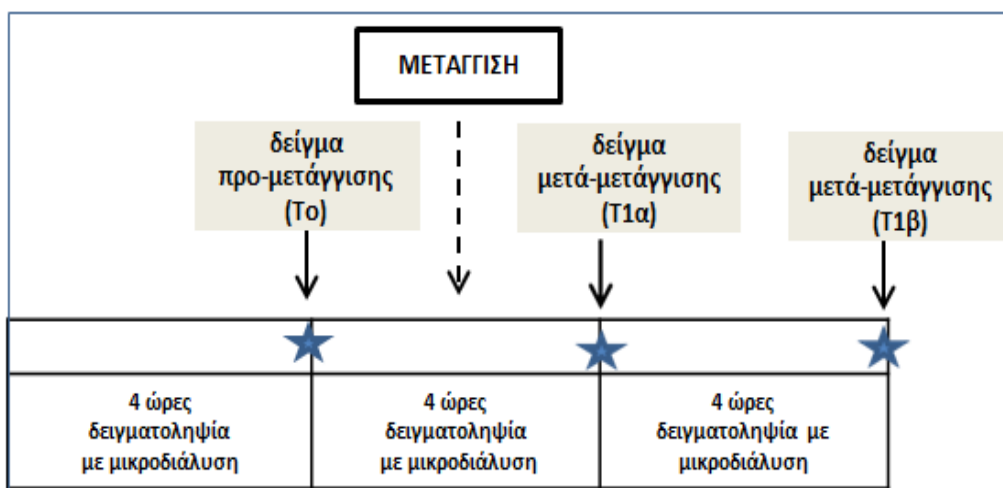 ΜΕΤΑΓΓΙΣΗ
δείγμα
προ-μετάγγισης
(Το)
δείγμα
μετά-μετάγγισης
(Τ1α)
δείγμα
μετά-μετάγγισης
(Τ1β)
4 ώρες
δειγματοληψία
με μικροδιάλυση
4 ώρες
δειγματοληψία
με μικροδιάλυση
4 ώρες
δειγματοληψία με
μικροδιάλυση